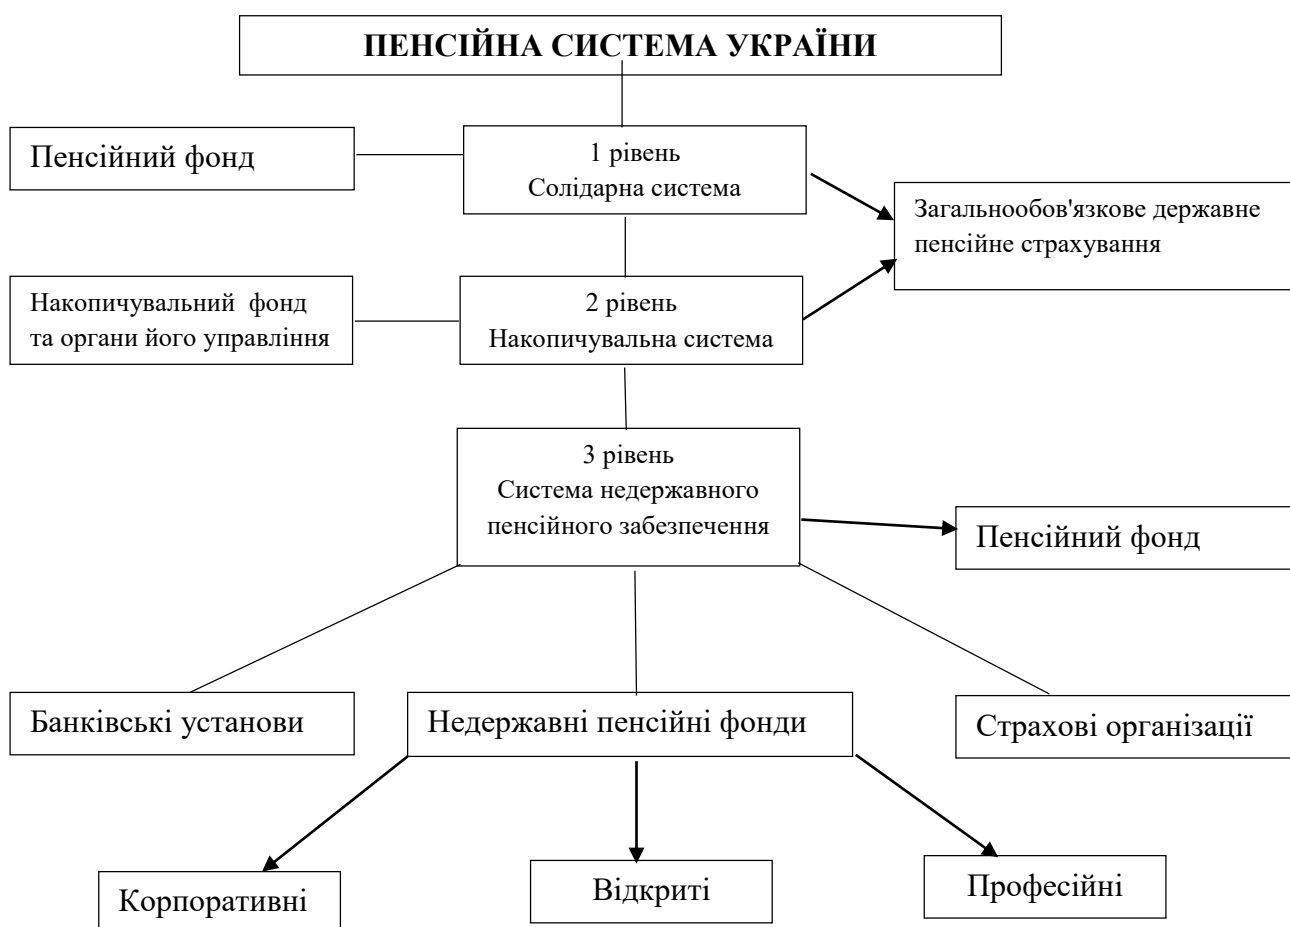 ПЕНСІЙНА СИСТЕМА УКРАЇНИ
Пенсійний фонд
1 рівень
Солідарна система
Загальнообов'язкове державне
пенсійне страхування
Накопичувальний фонд
та органи його управління
2 рівень
Накопичувальна система
3 рівень
Система недержавного
пенсійного забезпечення
Пенсійний фонд
Банківські установи
Недержавні пенсійні фонди
Страхові організації
Корпоративні
Відкриті
Професійні